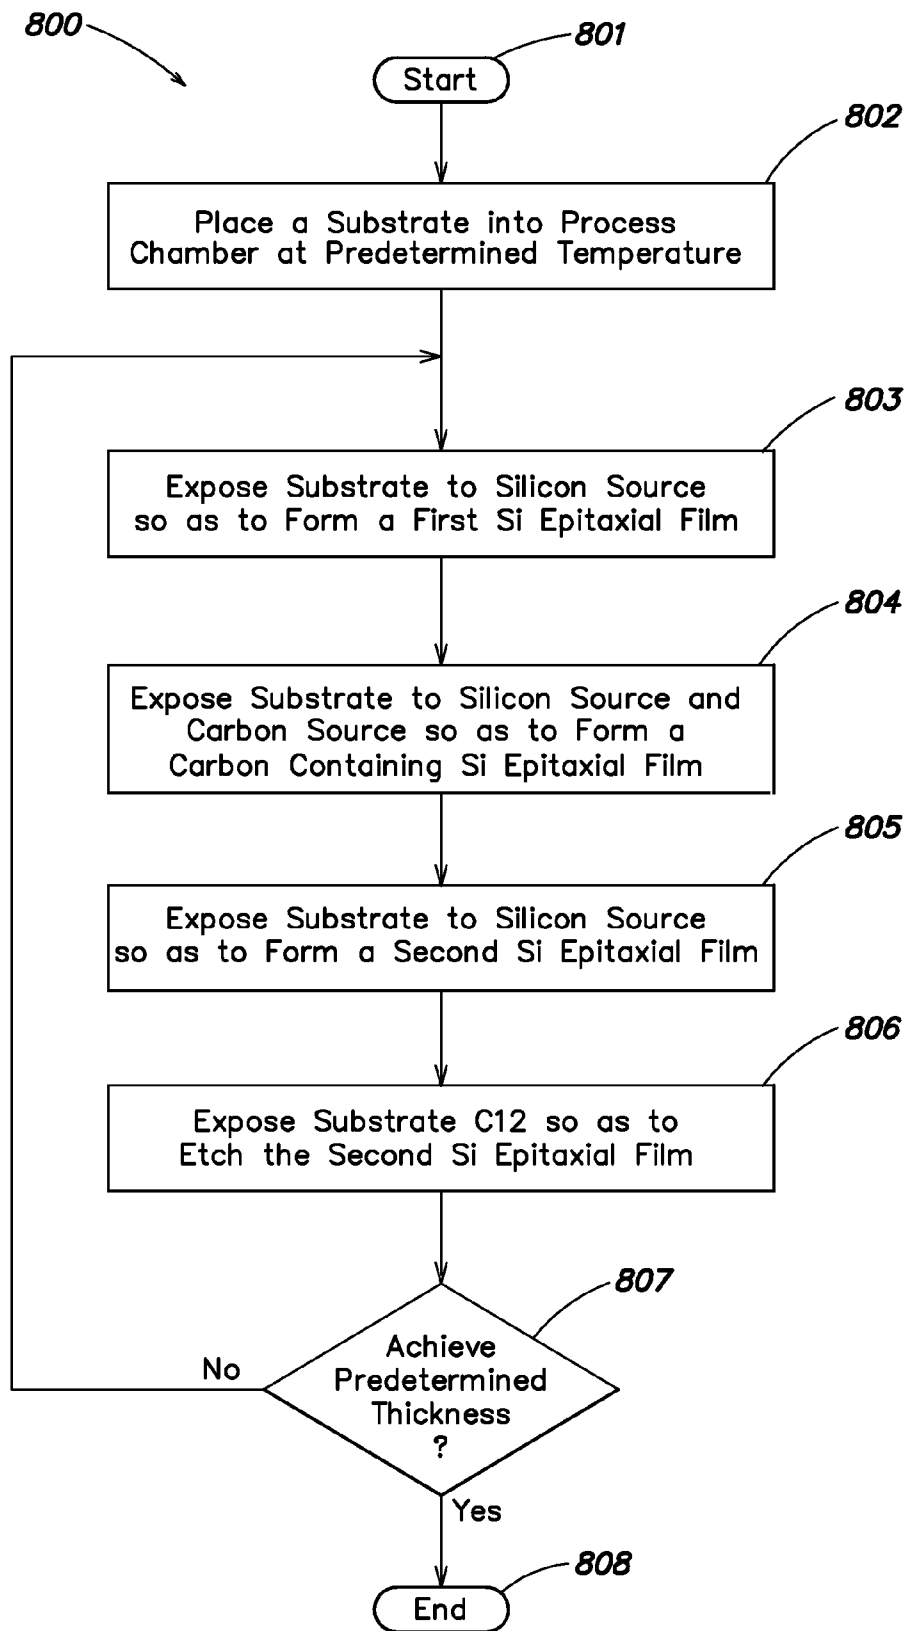 800
801
Start
802
Place a Substrate into Process
Chamber at Predetermined Temperature
803
Expose Substrate to Silicon Source
so as to Form a First Si Epitaxial Film
804
Expose Substrate to Silicon Source and
Carbon Source so as to Form a
Carbon Containing Si Epitaxial Film
805
Expose Substrate to Silicon Source
so as to Form a Second Si Epitaxial Film
806
Expose Substrate C12 so as to
Etch the Second Si Epitaxial Film
807
Achieve
Predetermined
Thickness
?
No
Yes
808
End